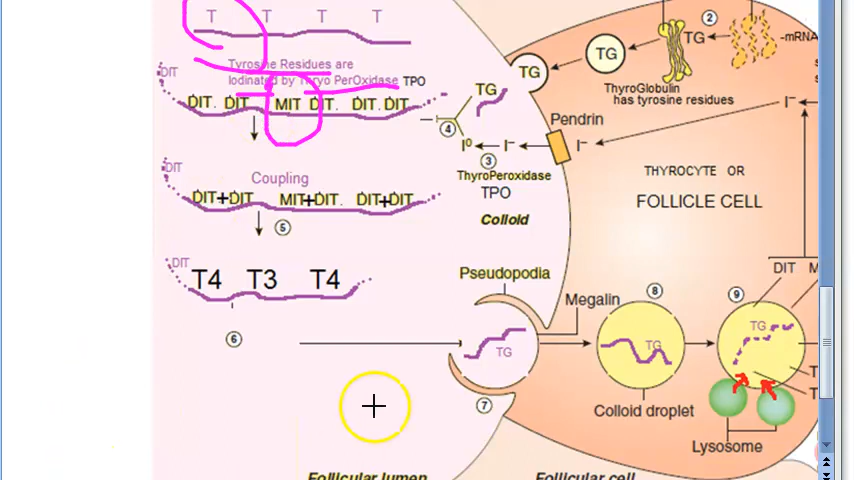 T T T T
Tyrosine Residues are
Iodinated by Thryo PerOxidase TPO
DIT
DIT. DIT. MIT DIT. DIT. DIT.
DIT
Coupling
DIT+DIT MIT+DIT. DIT+DIT
5
DIT
T4 T3 T4
6
TG
4
I⁰ I⁻ I⁻
3
ThyroPeroxidase
TPO
Colloid
Pendrin
TG
TG
TG
2
-mRNA
ThyroGlobulin
has tyrosine residues
I⁻
THYROCYTE OR
FOLLICLE CELL
Pseudopodia
Megalin
TG
7
8
TG
Colloid droplet
9
TG
DIT M
T
T
Lysosome
Follicular lumen
Follicular cell